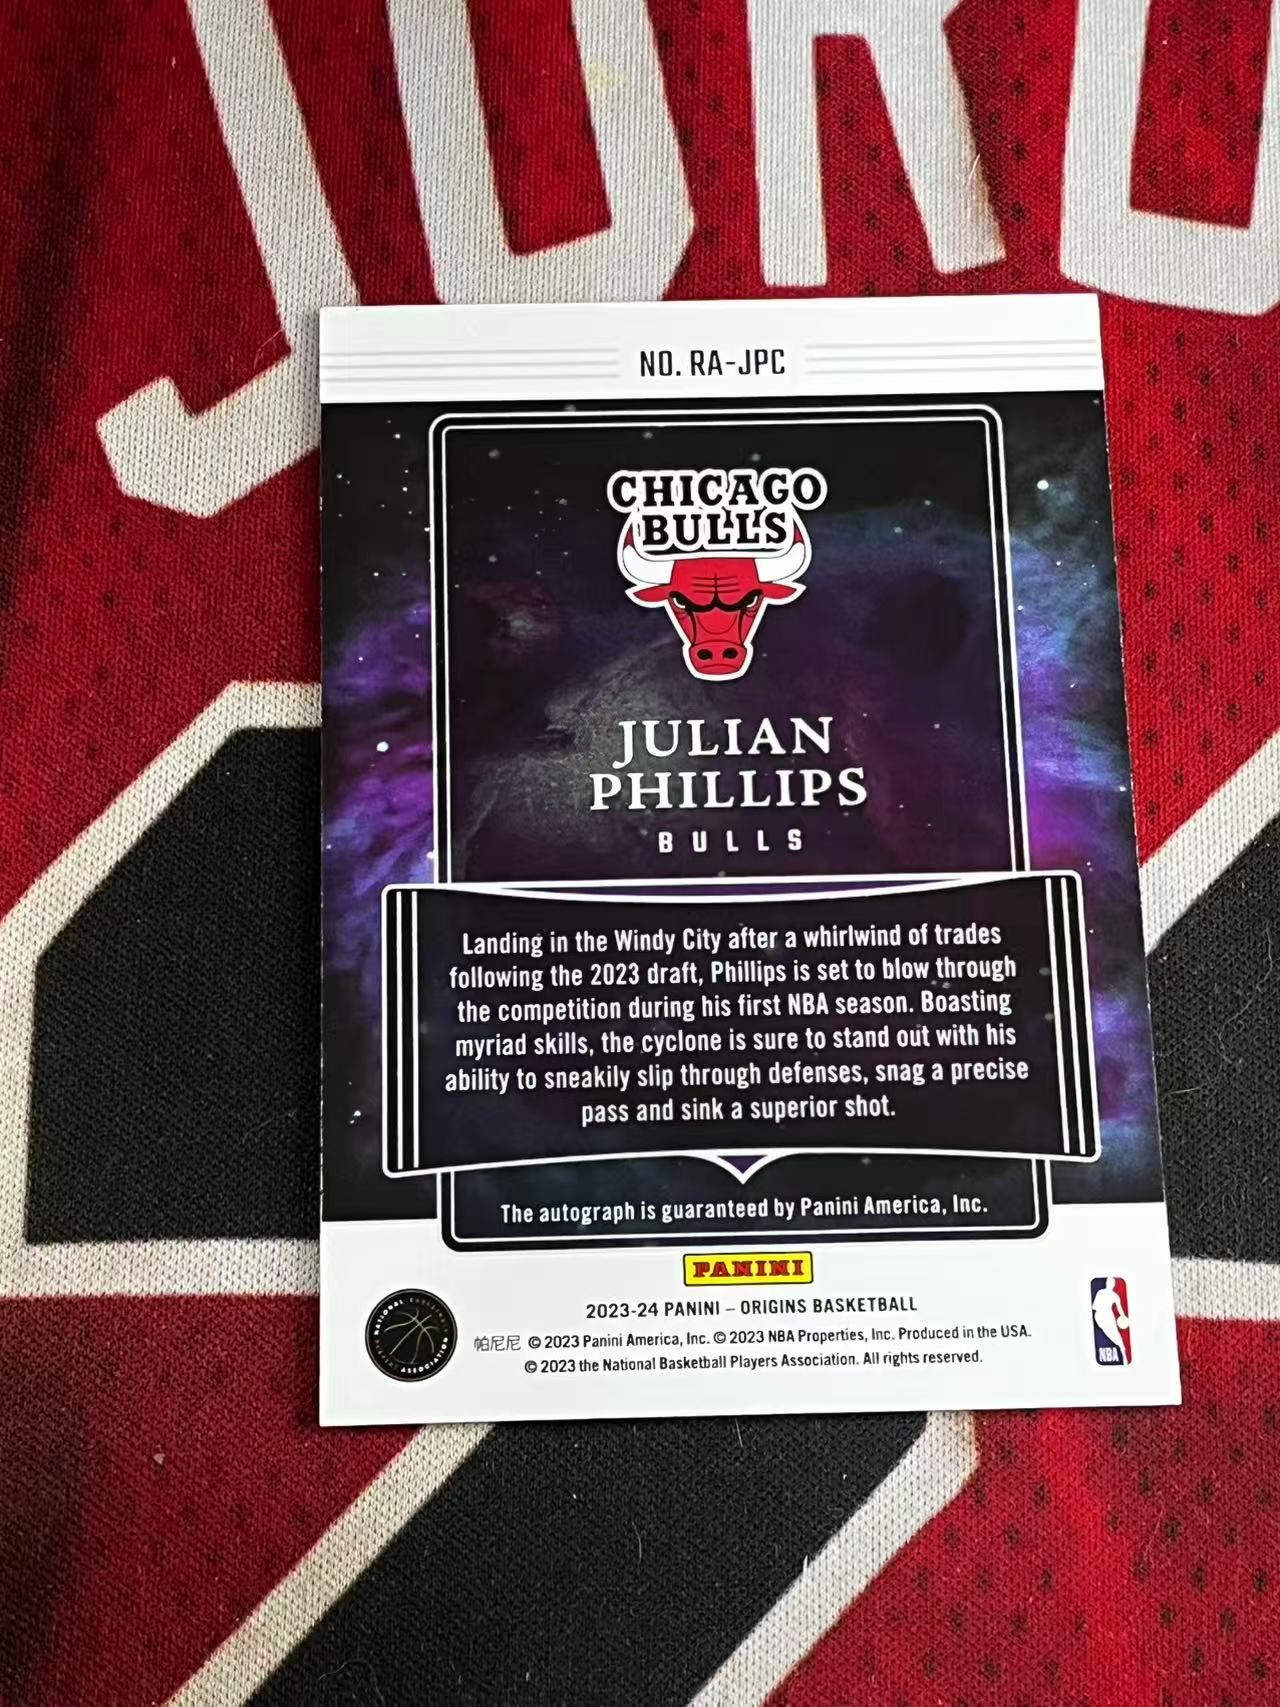 JORD
NO. RA-JPC
CHICAGO
BULLS
JULIAN
PHILLIPS
BULLS
Landing in the Windy City after a whirlwind of trades
following the 2023 draft, Phillips is set to blow through
the competition during his first NBA season. Boasting
myriad skills, the cyclone is sure to stand out with his
ability to sneakily slip through defenses, snag a precise
pass and sink a superior shot.
The autograph is guaranteed by Panini America, Inc.
PANINI
2023-24 PANINI – ORIGINS BASKETBALL
帕尼尼 © 2023 Panini America, Inc. © 2023 NBA Properties, Inc. Produced in the USA.
© 2023 the National Basketball Players Association. All rights reserved.
NATIONAL BASKETBALL PLAYERS ASSOCIATION
NBA